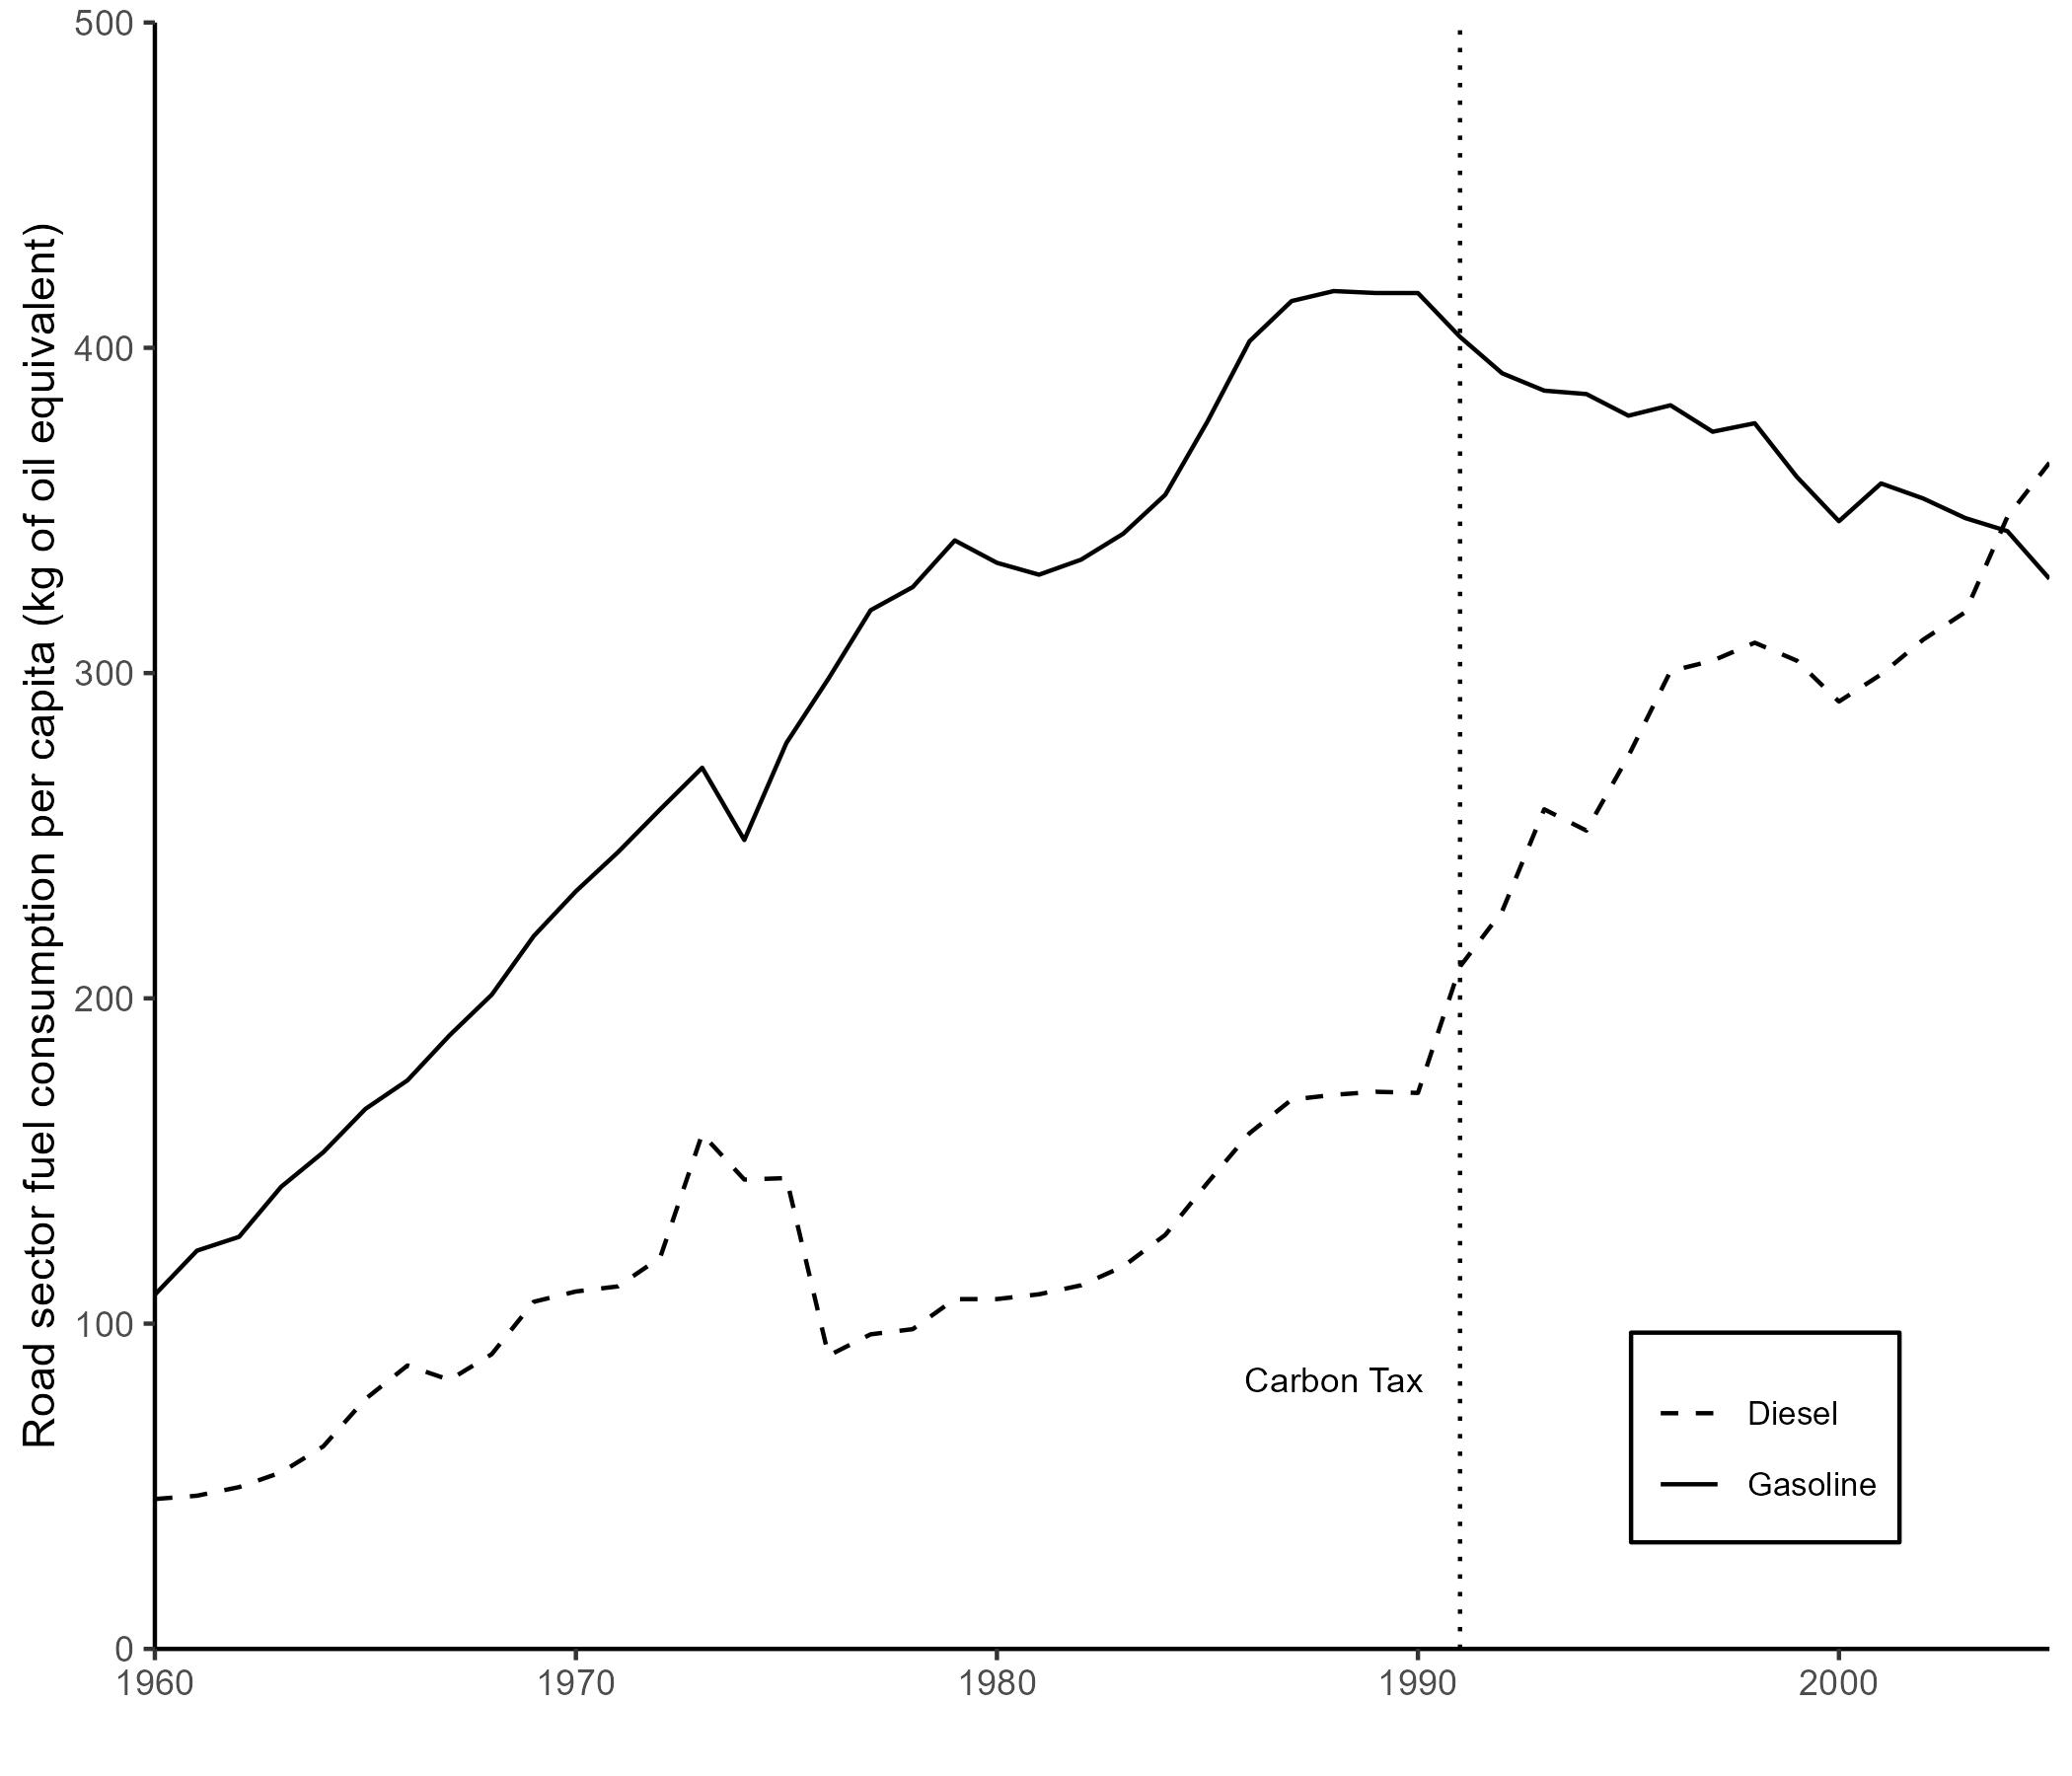 Road sector fuel consumption per capita (kg of oil equivalent)
500
400
300
200
100
0
1960
1970
1980
1990
2000
Carbon Tax
Diesel
Gasoline